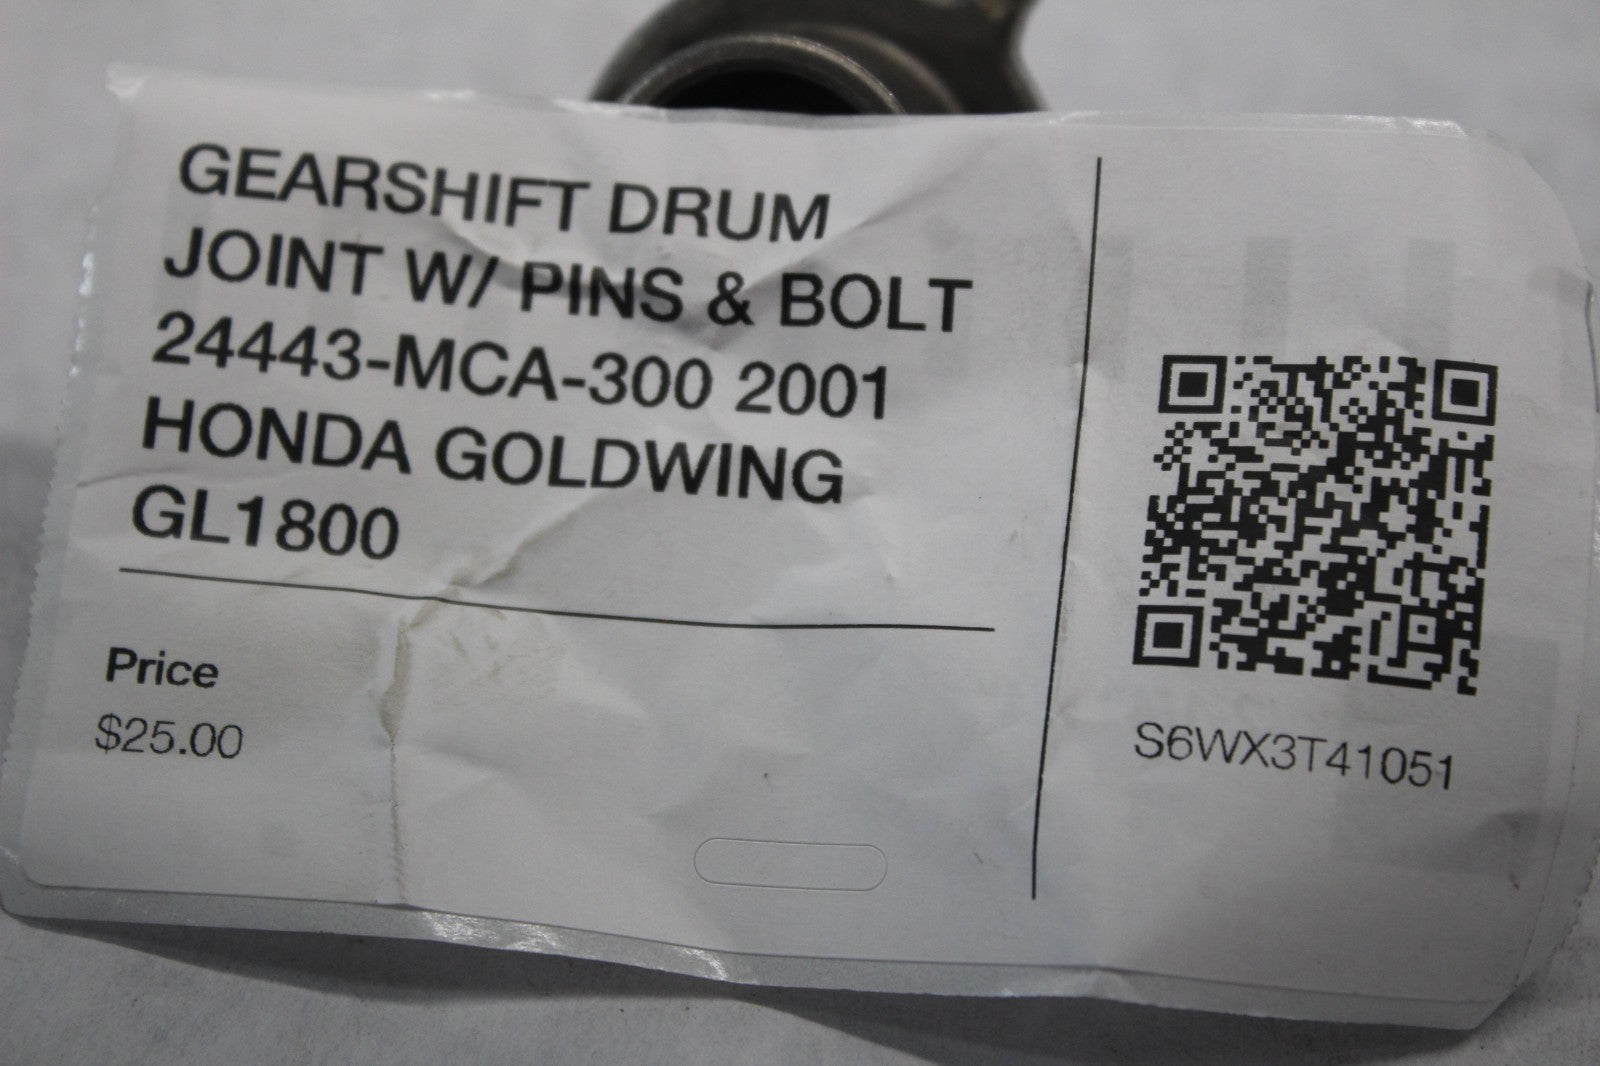 GEARSHIFT DRUM
JOINT W/ PINS & BOLT
24443-MCA-300 2001
HONDA GOLDWING
GL1800
Price
$25.00
S6WX3T41051